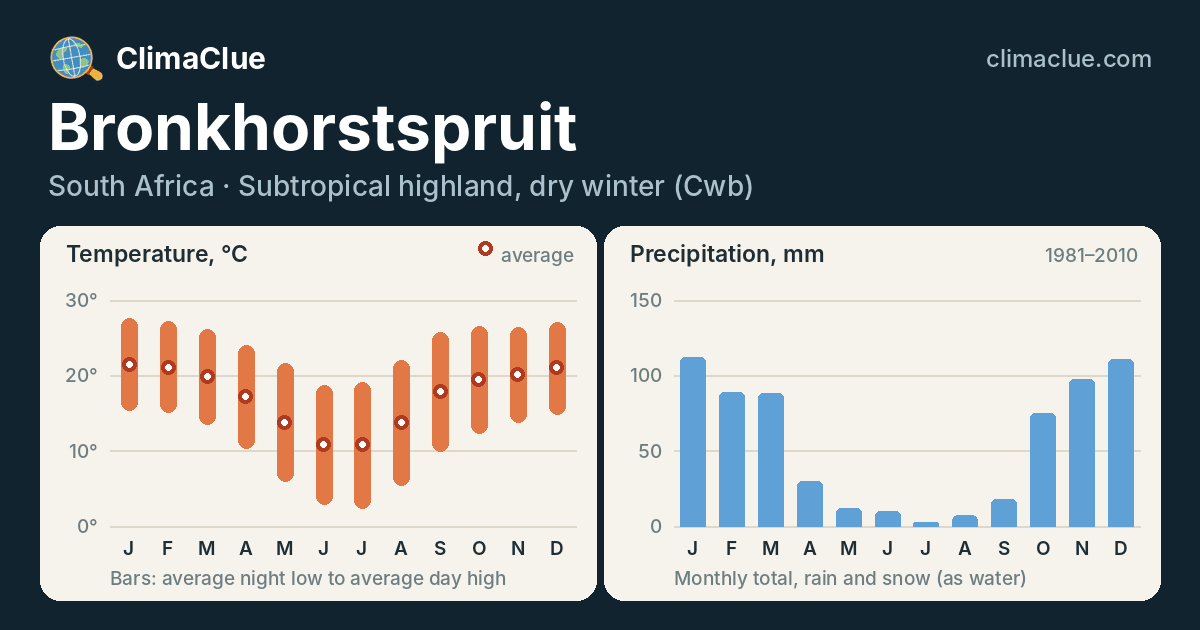 ClimaClue
climaclue.com
Bronkhorstspruit
South Africa · Subtropical highland, dry winter (Cwb)
Temperature, °C
average
30°
20°
10°
0°
J F M A M J J A S O N D
Bars: average night low to average day high
Precipitation, mm
1981–2010
150
100
50
0
J F M A M J J A S O N D
Monthly total, rain and snow (as water)